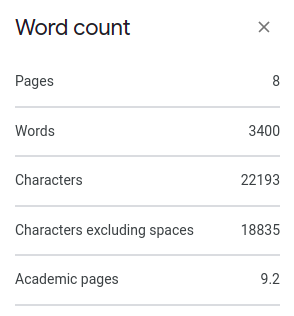 Word count
Pages 8
Words 3400
Characters 22193
Characters excluding spaces 18835
Academic pages 9.2